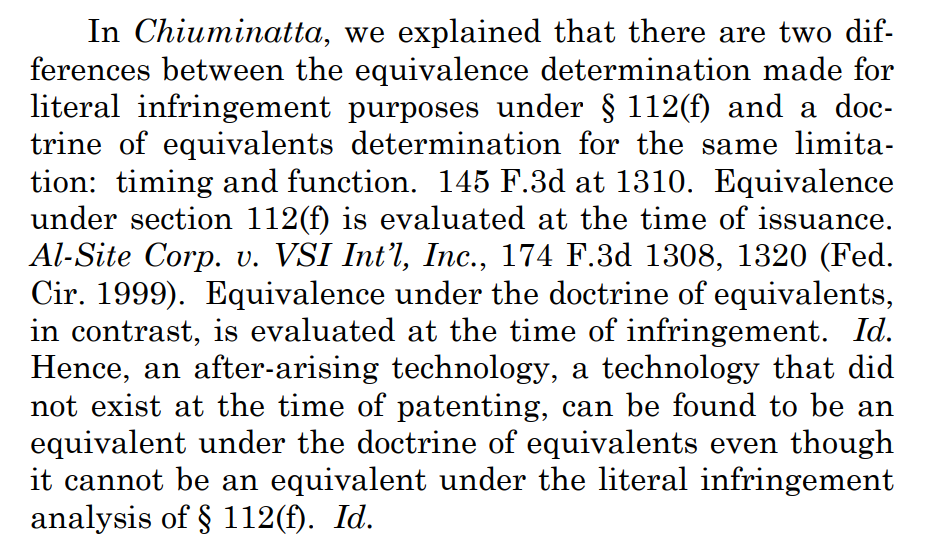 In Chiuminatta, we explained that there are two dif-
ferences between the equivalence determination made for
literal infringement purposes under § 112(f) and a doc-
trine of equivalents determination for the same limita-
tion: timing and function. 145 F.3d at 1310. Equivalence
under section 112(f) is evaluated at the time of issuance.
Al-Site Corp. v. VSI Int’l, Inc., 174 F.3d 1308, 1320 (Fed.
Cir. 1999). Equivalence under the doctrine of equivalents,
in contrast, is evaluated at the time of infringement. Id.
Hence, an after-arising technology, a technology that did
not exist at the time of patenting, can be found to be an
equivalent under the doctrine of equivalents even though
it cannot be an equivalent under the literal infringement
analysis of § 112(f). Id.